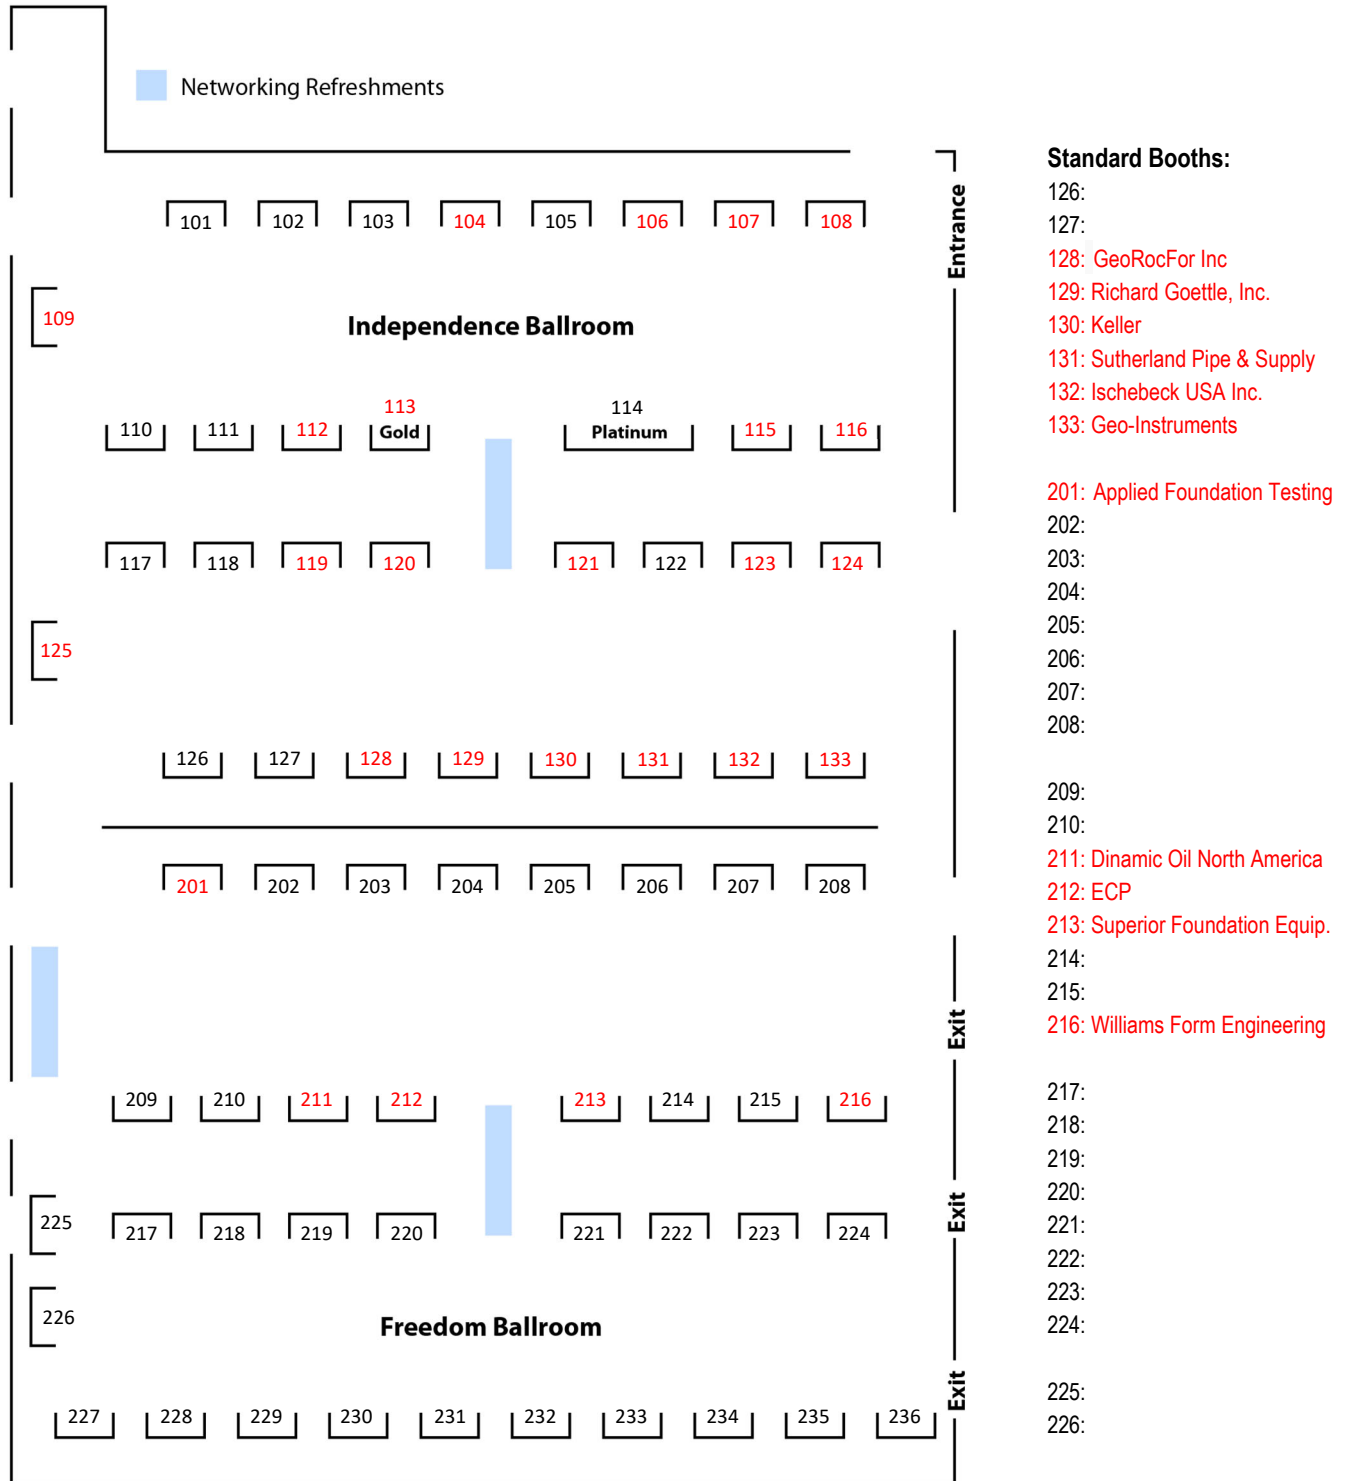 Networking Refreshments
101 102 103 104 105 106 107 108
Entrance
109
Independence Ballroom
113 114
110 111 112 Gold Platinum 115 116
117 118 119 120 121 122 123 124
125
126 127 128 129 130 131 132 133
201 202 203 204 205 206 207 208
Exit
209 210 211 212 213 214 215 216
Exit
225
217 218 219 220 221 222 223 224
226
Freedom Ballroom
Exit
227 228 229 230 231 232 233 234 235 236
Standard Booths:
126:
127:
128: GeoRocFor Inc
129: Richard Goettle, Inc.
130: Keller
131: Sutherland Pipe & Supply
132: Ischebeck USA Inc.
133: Geo-Instruments
201: Applied Foundation Testing
202:
203:
204:
205:
206:
207:
208:
209:
210:
211: Dinamic Oil North America
212: ECP
213: Superior Foundation Equip.
214:
215:
216: Williams Form Engineering
217:
218:
219:
220:
221:
222:
223:
224:
225:
226: